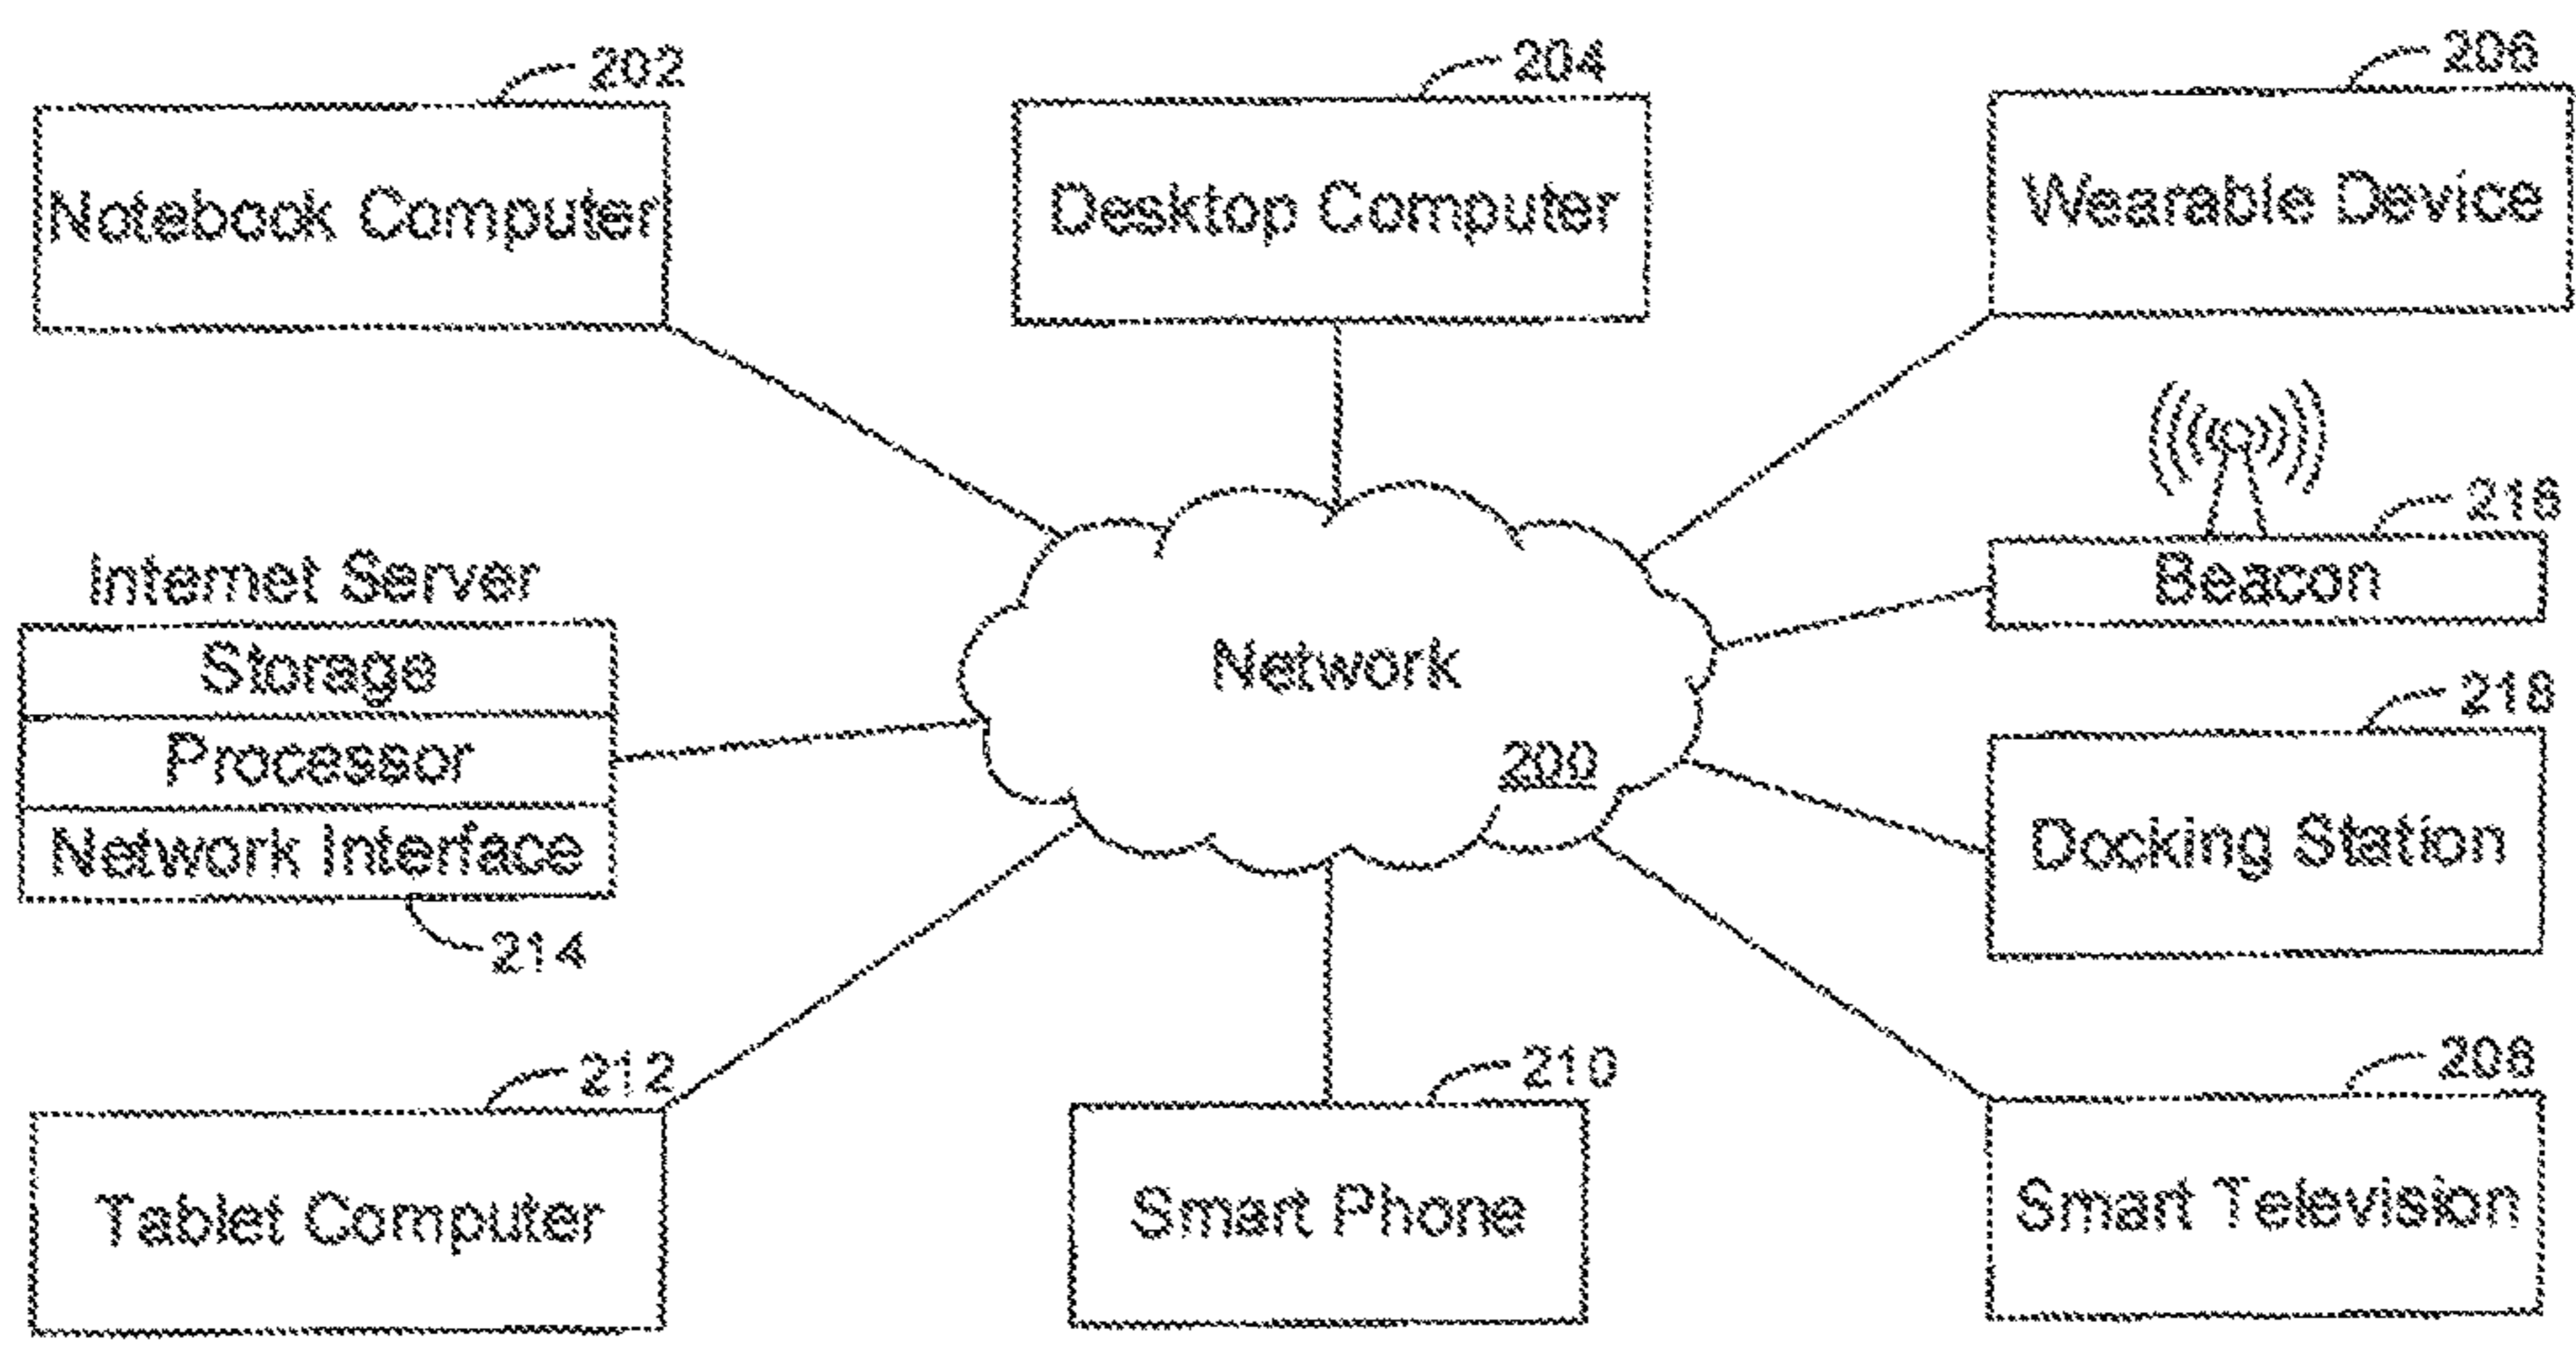 202
204
206
Notebook Computer
Desktop Computer
Wearable Device
216
Internet Server
Beacon
Storage
Network
218
Processor
200
Network Interface
Docking Station
214
212
210
208
Tablet Computer
Smart Phone
Smart Television